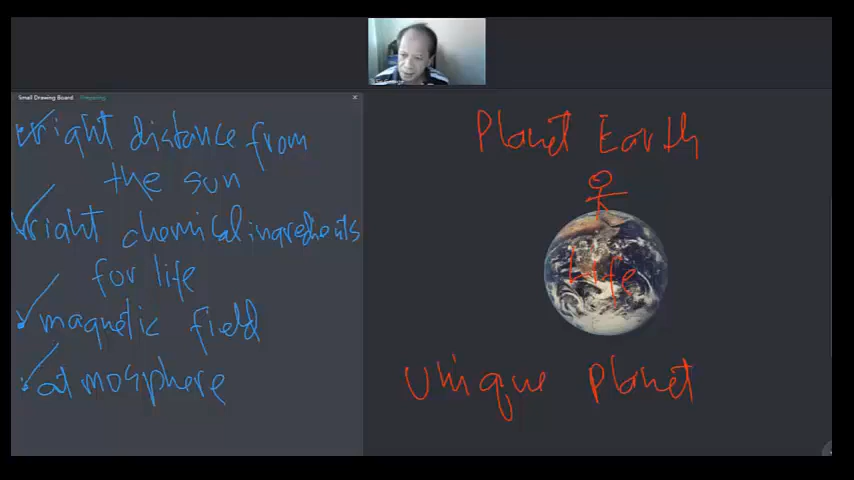 Small Drawing Board Preparing
right distance from
the sun
right chemical ingredients
for life
magnetic field
atmosphere
Planet Earth
Life
Unique Planet